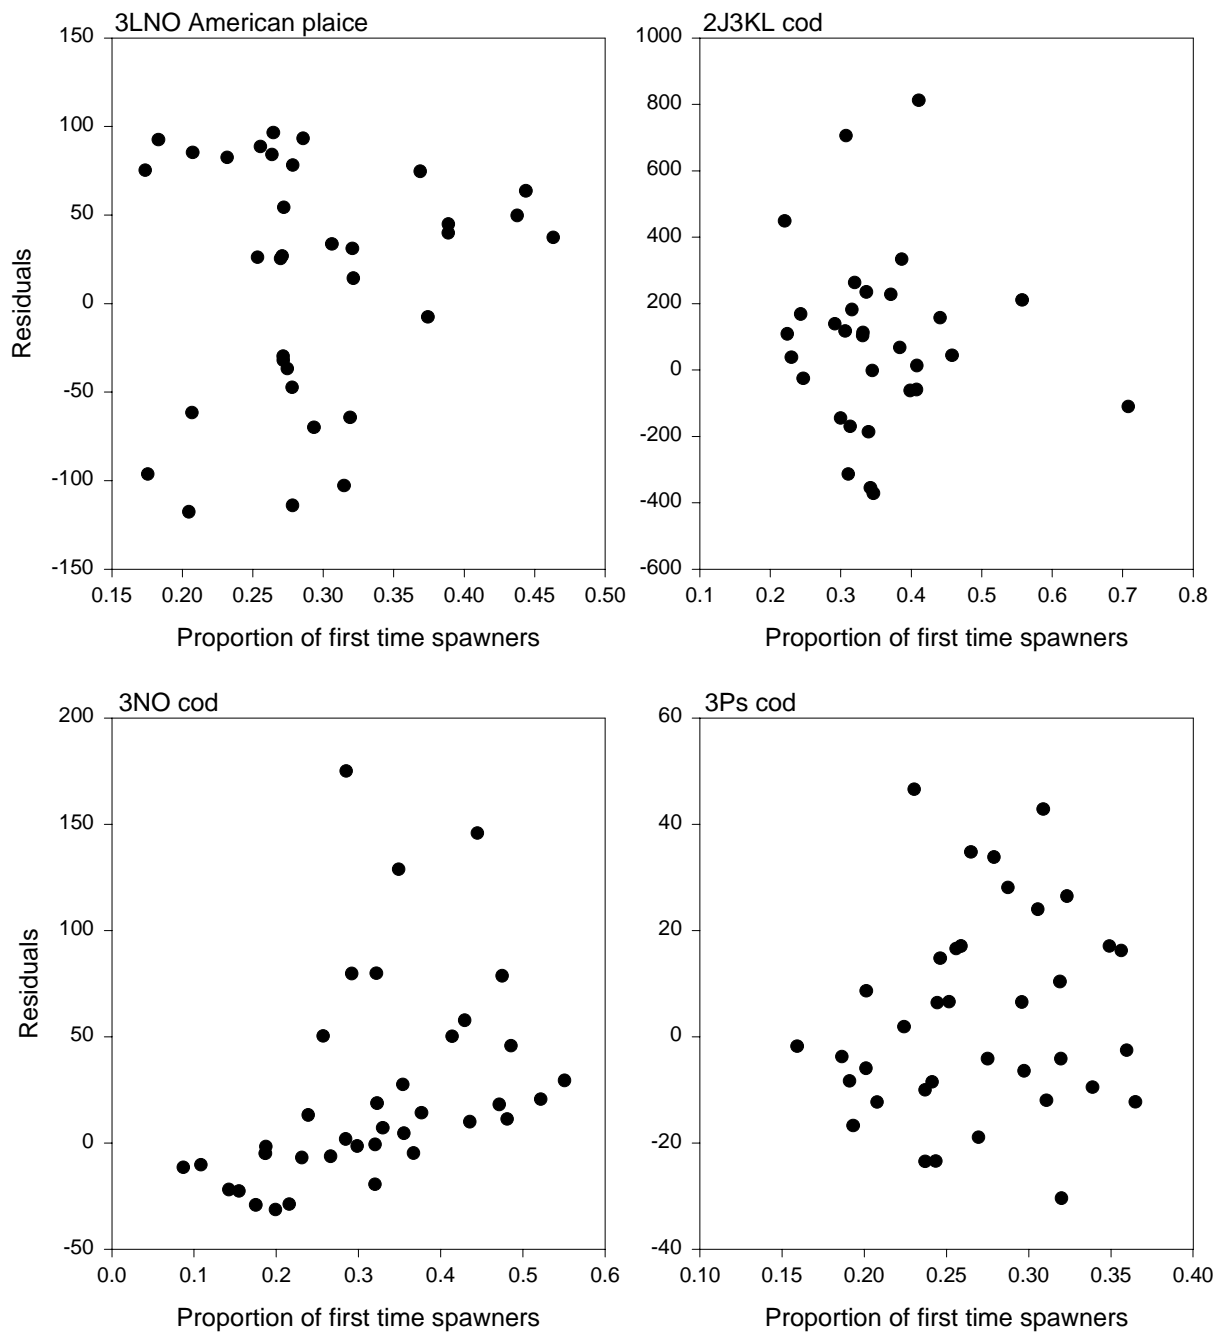 3LNO American plaice
150
100
50
0
-50
-100
-150
Residuals
0.15 0.20 0.25 0.30 0.35 0.40 0.45 0.50
Proportion of first time spawners
2J3KL cod
1000
800
600
400
200
0
-200
-400
-600
0.1 0.2 0.3 0.4 0.5 0.6 0.7 0.8
Proportion of first time spawners
3NO cod
200
150
100
50
0
-50
Residuals
0.0 0.1 0.2 0.3 0.4 0.5 0.6
Proportion of first time spawners
3Ps cod
60
40
20
0
-20
-40
0.10 0.20 0.25 0.30 0.35 0.40
Proportion of first time spawners